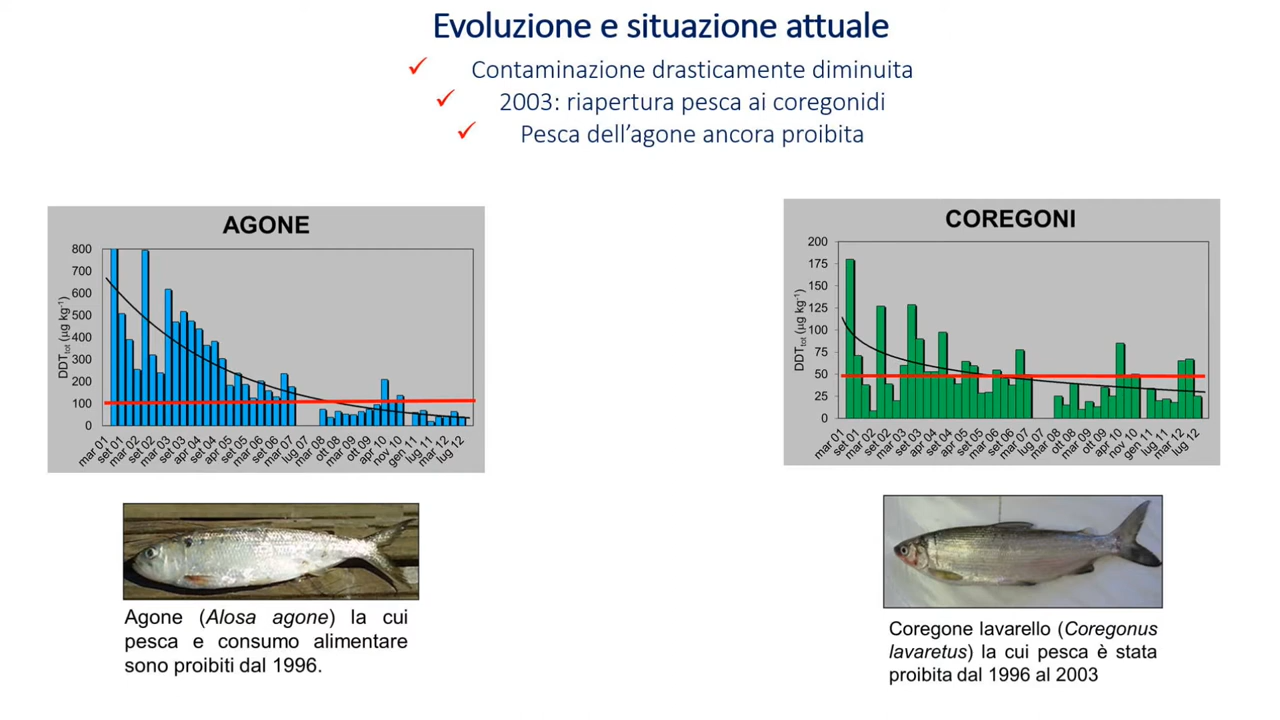 Evoluzione e situazione attuale
✓ Contaminazione drasticamente diminuita
✓ 2003: riapertura pesca ai coregonidi
✓ Pesca dell’agone ancora proibita
AGONE
DDTtot (µg kg-1)
800
700
600
500
400
300
200
100
0
mar 01
set 01
mar 02
set 02
mar 03
set 03
apr 04
set 04
apr 05
set 05
mar 06
set 06
mar 07
lug 07
mar 08
ott 08
mar 09
ott 09
apr 10
nov 10
gen 11
lug 11
mar 12
lug 12
COREGONI
DDTtot (µg kg-1)
200
175
150
125
100
75
50
25
0
mar 01
set 01
mar 02
set 02
mar 03
set 03
apr 04
set 04
apr 05
set 05
mar 06
set 06
mar 07
lug 07
mar 08
ott 08
mar 09
ott 09
apr 10
nov 10
gen 11
lug 11
mar 12
lug 12
Agone (Alosa agone) la cui
pesca e consumo alimentare
sono proibiti dal 1996.
Coregone lavarello (Coregonus
lavaretus) la cui pesca è stata
proibita dal 1996 al 2003